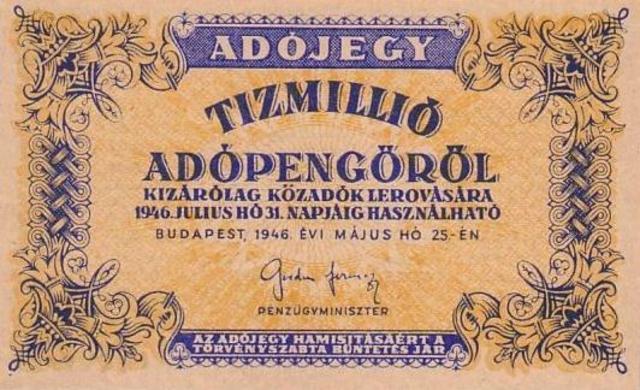 ADÓJEGY
TIZMILLIÓ
ADÓPENGŐRŐL
KIZÁRÓLAG KÖZADÓK LEROVÁSÁRA
1946. JULIUS HÓ 31. NAPJÁIG HASZNÁLHATÓ
BUDAPEST, 1946. ÉVI MÁJUS HÓ 25-ÉN
PÉNZÜGYMINISZTER
AZ ADÓJEGY HAMISITÁSAÉRT A
TÖRVÉNYSZABTA BÜNTETÉS JÁR